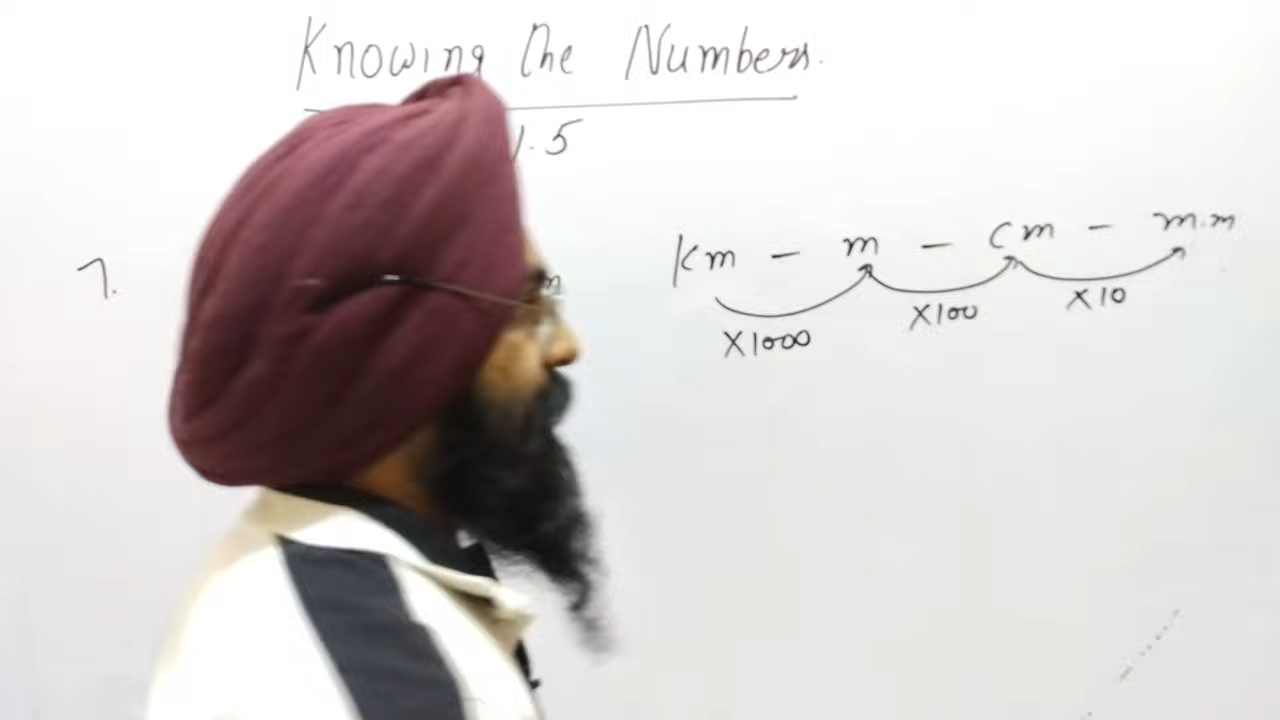 Knowing the Numbers.
1.5
7.
Km - m - cm - m.m
X1000 X100 X10